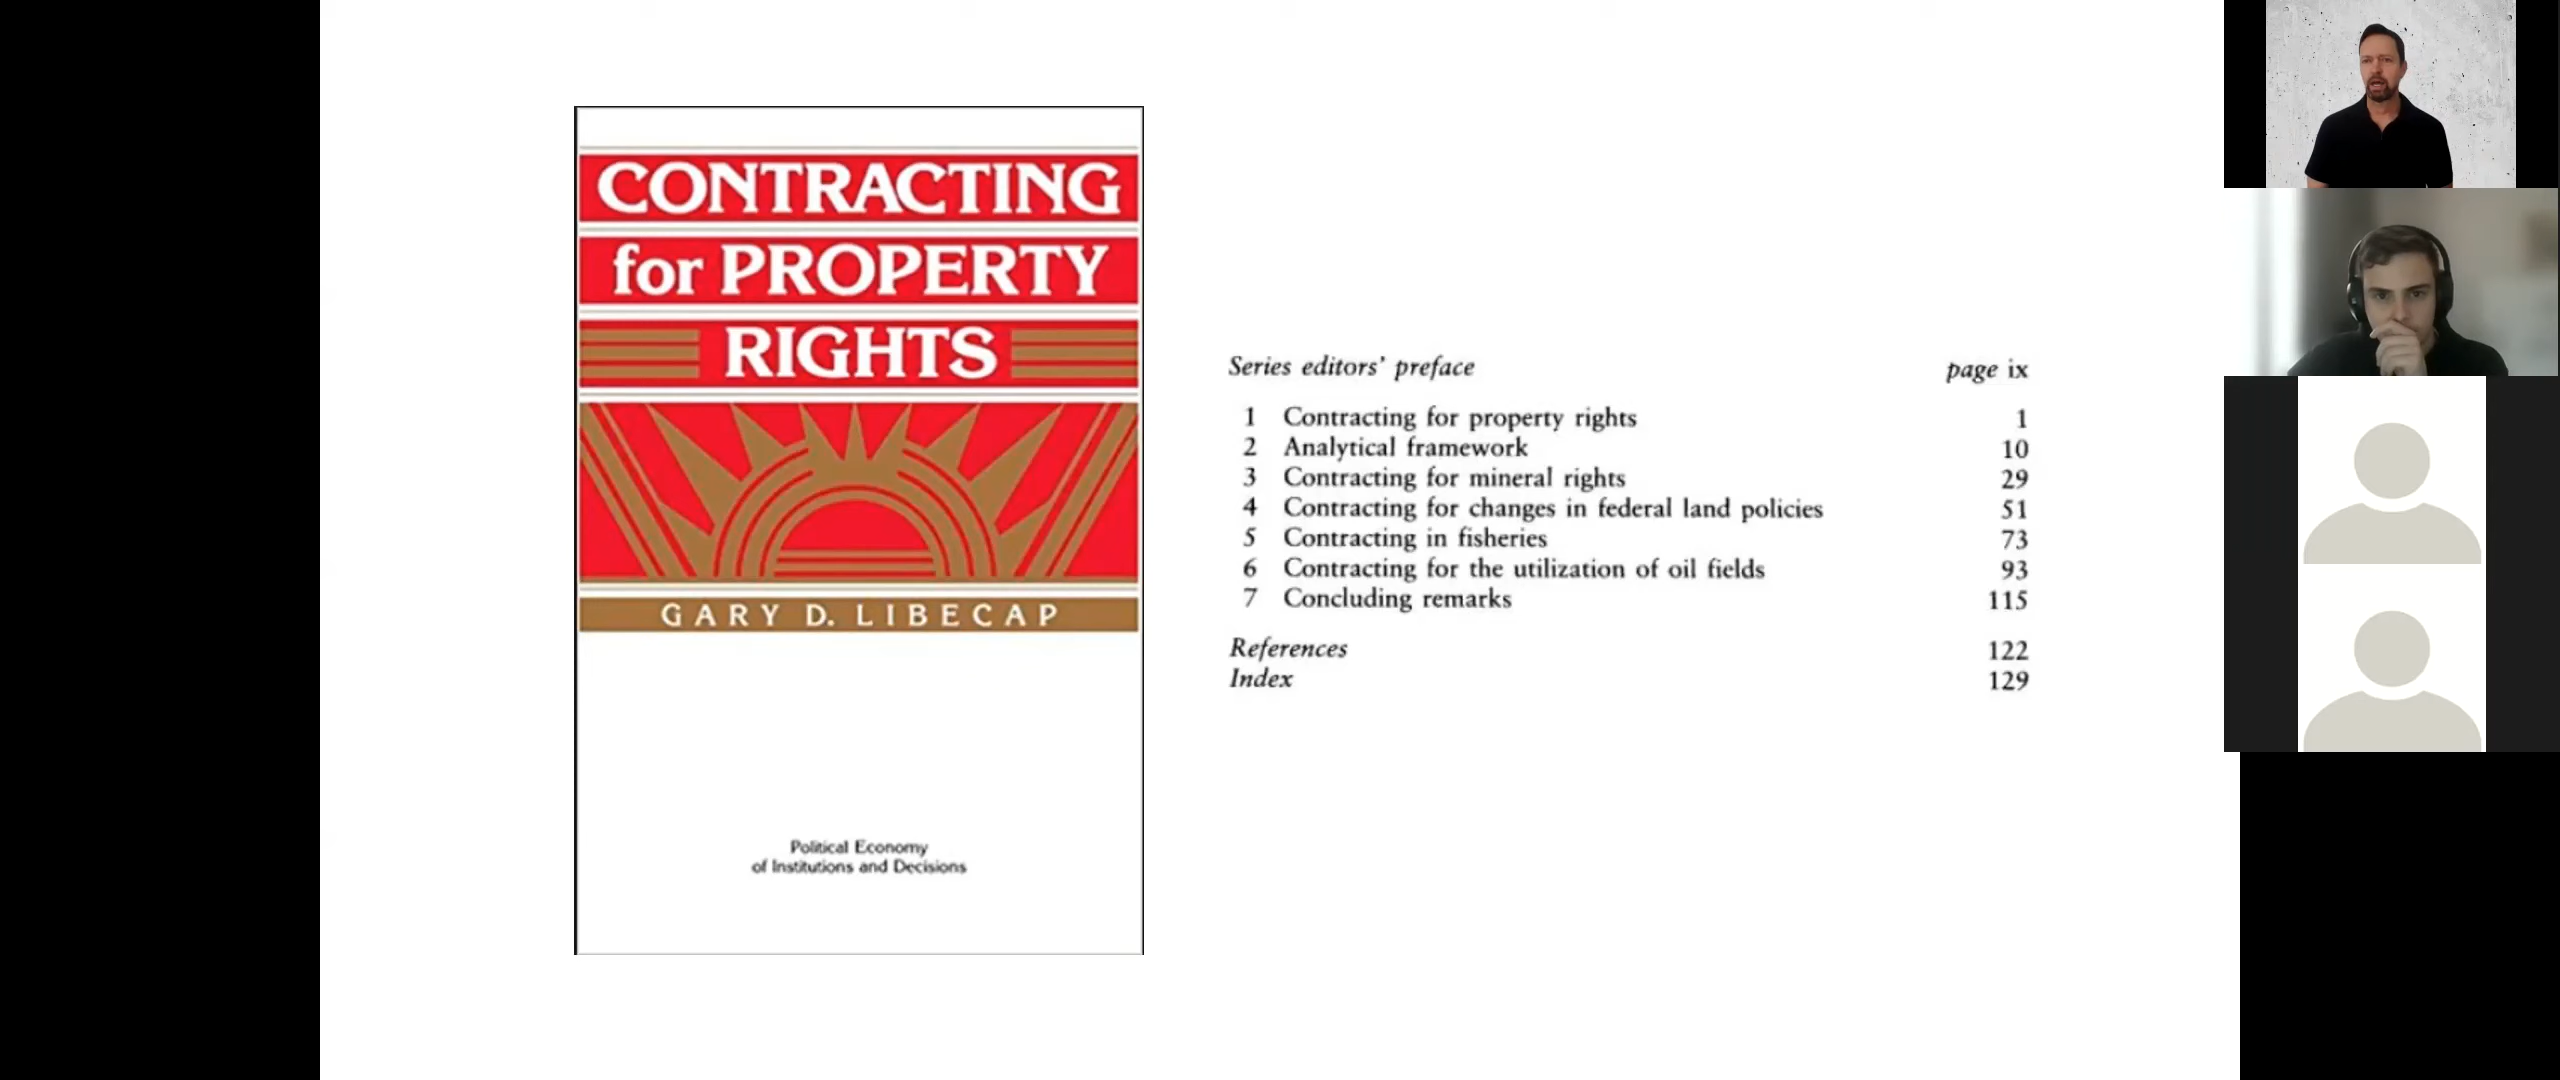 CONTRACTING
for PROPERTY
RIGHTS
GARY D. LIBECAP
Political Economy
of Institutions and Decisions
Series editors' preface page ix
1 Contracting for property rights 1
2 Analytical framework 10
3 Contracting for mineral rights 29
4 Contracting for changes in federal land policies 51
5 Contracting in fisheries 73
6 Contracting for the utilization of oil fields 93
7 Concluding remarks 115
References 122
Index 129